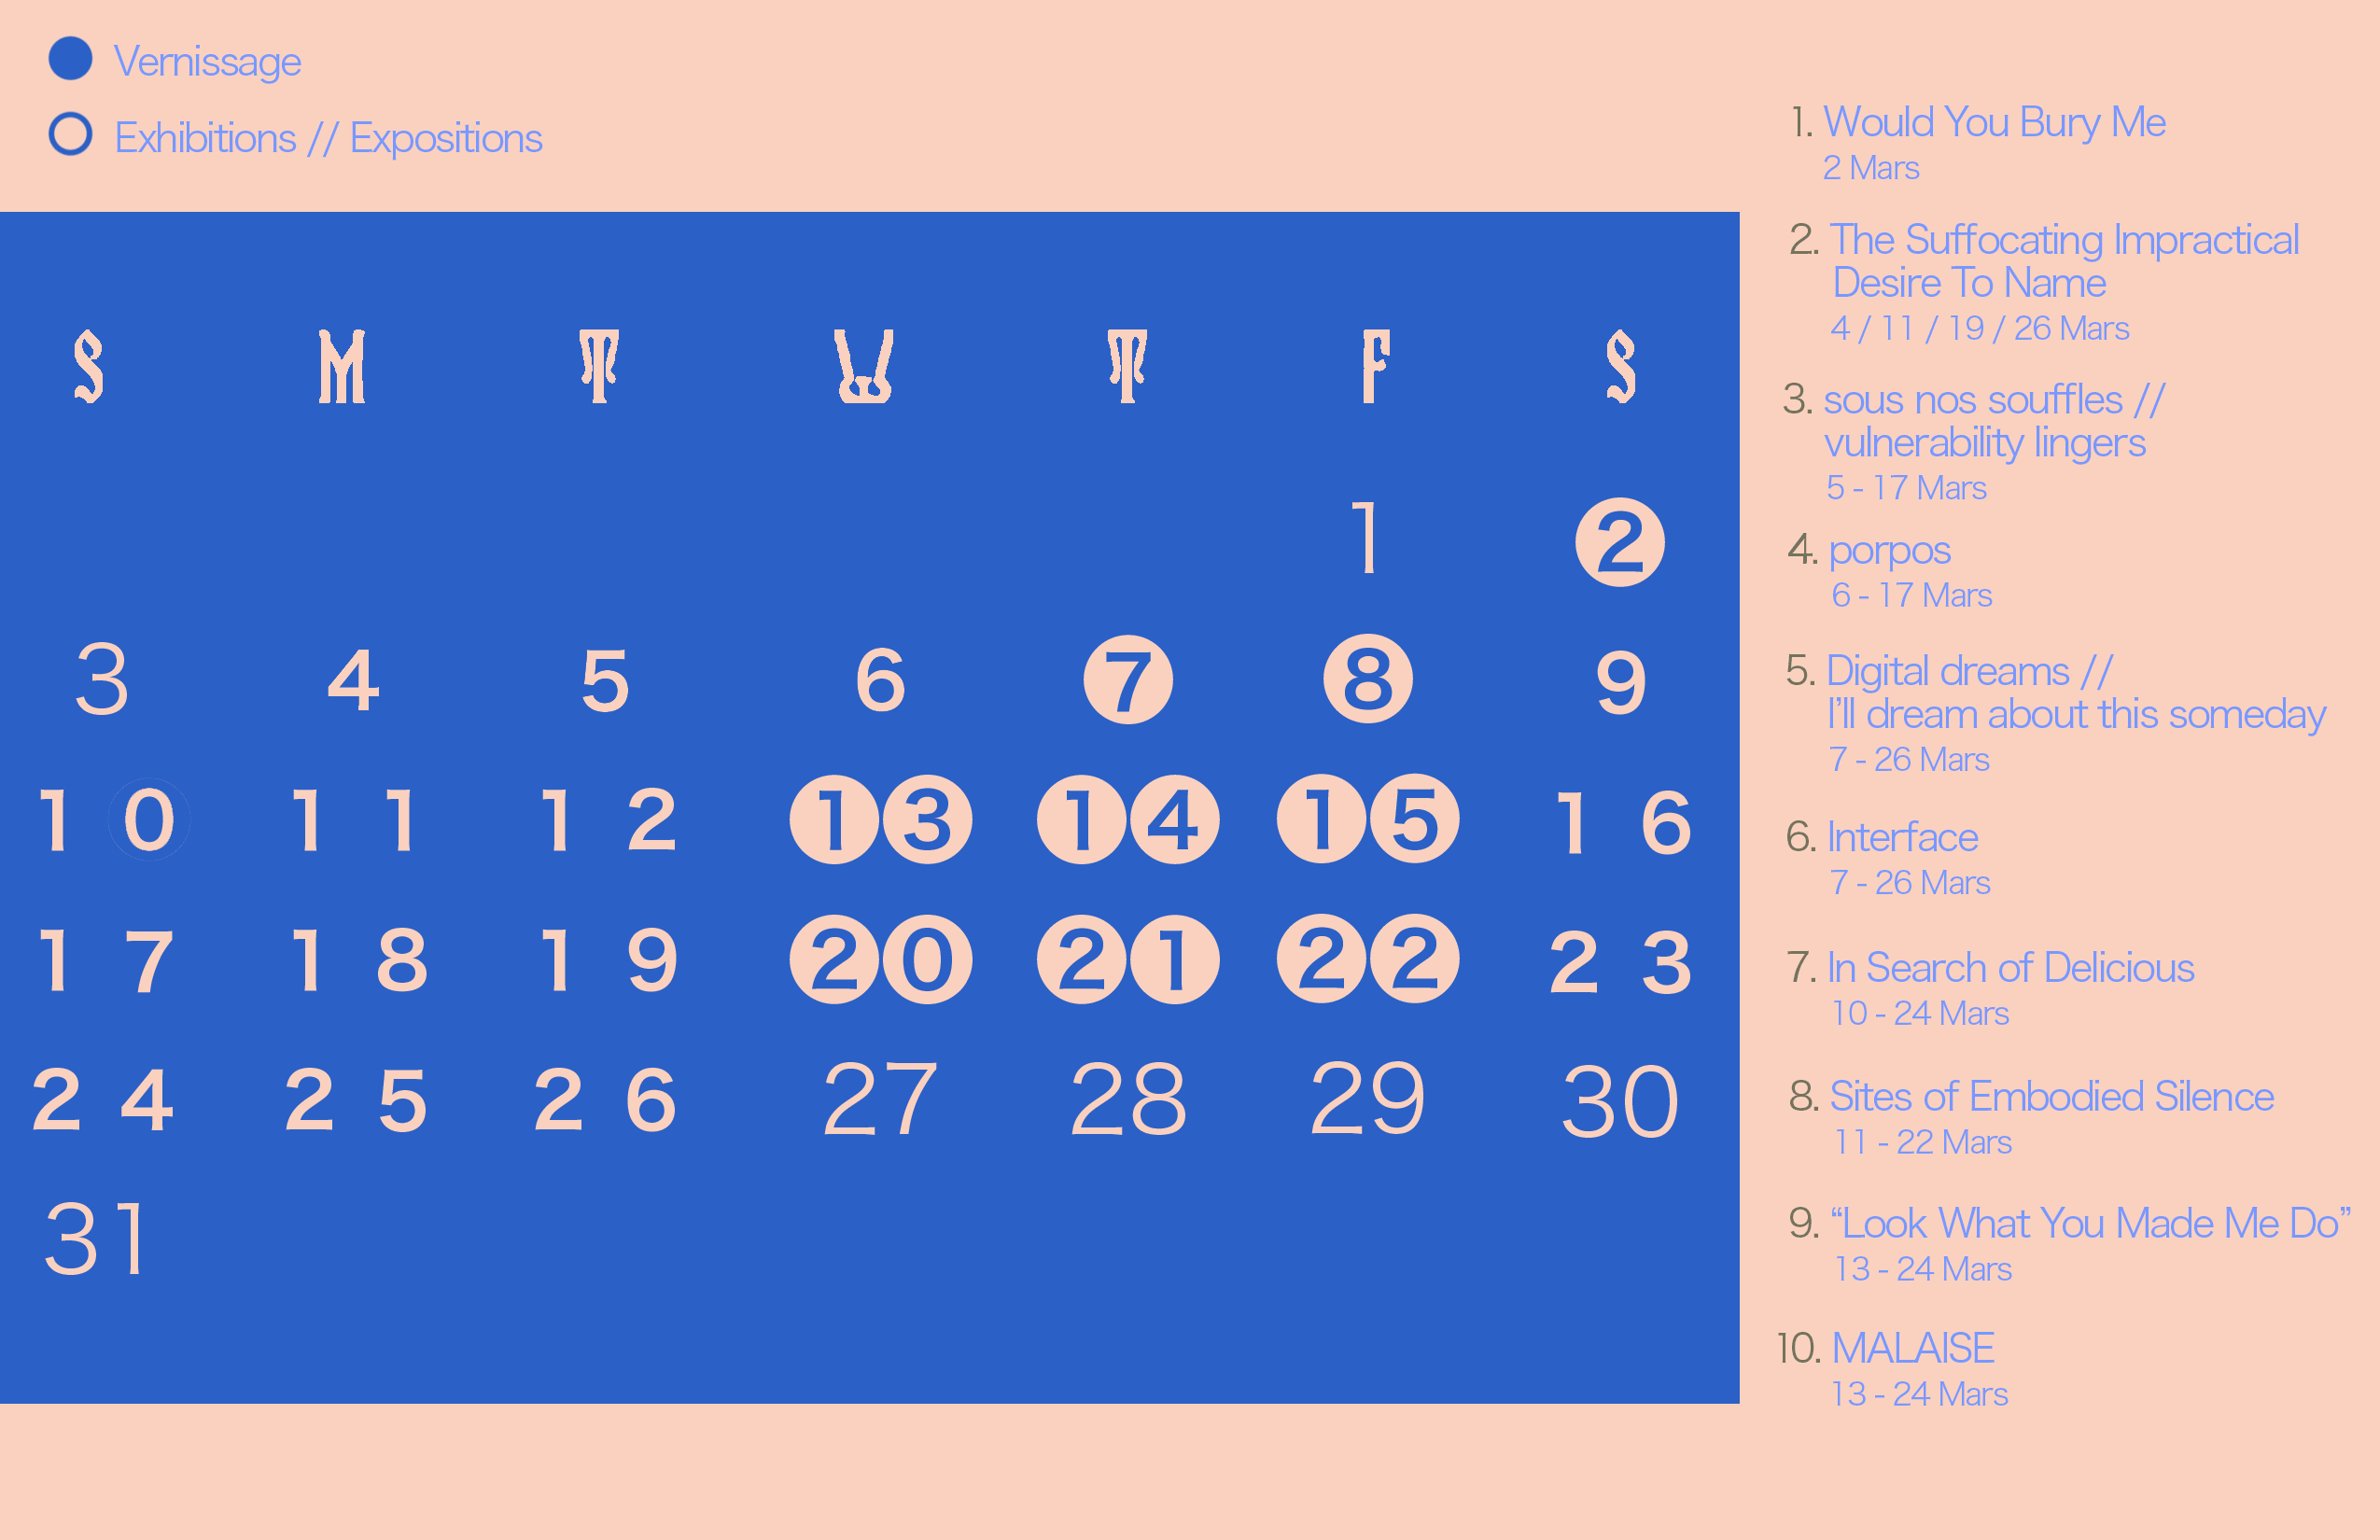 Vernissage
Exhibitions // Expositions
S M T W T F S
1 2
3 4 5 6 7 8 9
10 11 12 13 14 15 16
17 18 19 20 21 22 23
24 25 26 27 28 29 30
31
1. Would You Bury Me
2 Mars
2. The Suffocating Impractical
Desire To Name
4 / 11 / 19 / 26 Mars
3. sous nos souffles //
vulnerability lingers
5 - 17 Mars
4. porpos
6 - 17 Mars
5. Digital dreams //
I'll dream about this someday
7 - 26 Mars
6. Interface
7 - 26 Mars
7. In Search of Delicious
10 - 24 Mars
8. Sites of Embodied Silence
11 - 22 Mars
9. “Look What You Made Me Do”
13 - 24 Mars
10. MALAISE
13 - 24 Mars